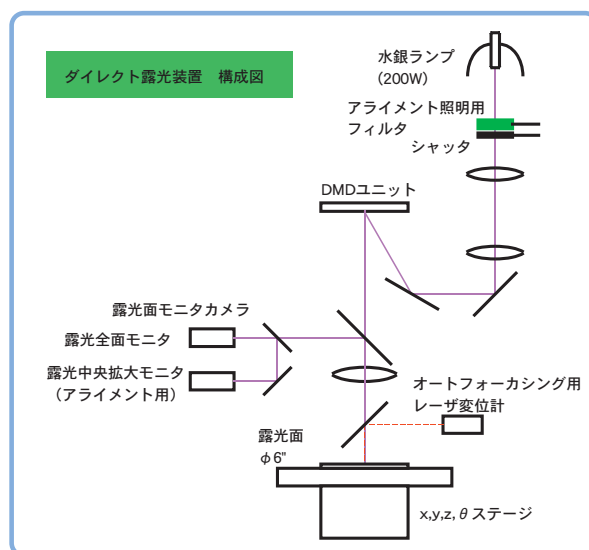 ダイレクト露光装置 構成図
水銀ランプ
(200W)
アライメント照明用
フィルタ
シャッタ
DMDユニット
露光面モニタカメラ
露光全面モニタ
露光中央拡大モニタ
(アライメント用)
オートフォーカシング用
レーザ変位計
露光面
φ6"
x,y,z,θステージ